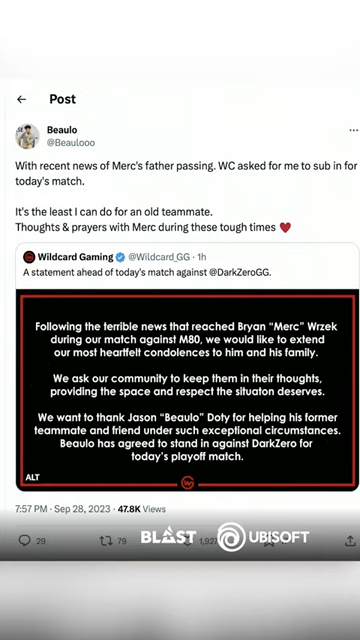 Post
Beaulo
@Beaulooo
With recent news of Merc's father passing. WC asked for me to sub in for
today's match.
It's the least I can do for an old teammate.
Thoughts & prayers with Merc during these tough times ❤️
Wildcard Gaming @Wildcard_GG · 1h
A statement ahead of today's match against @DarkZeroGG.
Following the terrible news that reached Bryan "Merc" Wrzek
during our match against M80, we would like to extend
our most heartfelt condolences to him and his family.
We ask our community to keep them in their thoughts,
providing the space and respect the situaton deserves.
We want to thank Jason "Beaulo" Doty for helping his former
teammate and friend under such exceptional circumstances.
Beaulo has agreed to stand in against DarkZero for
today's playoff match.
ALT
7:57 PM · Sep 28, 2023 · 47.8K Views
29 79 1,927
BLAST UBISOFT